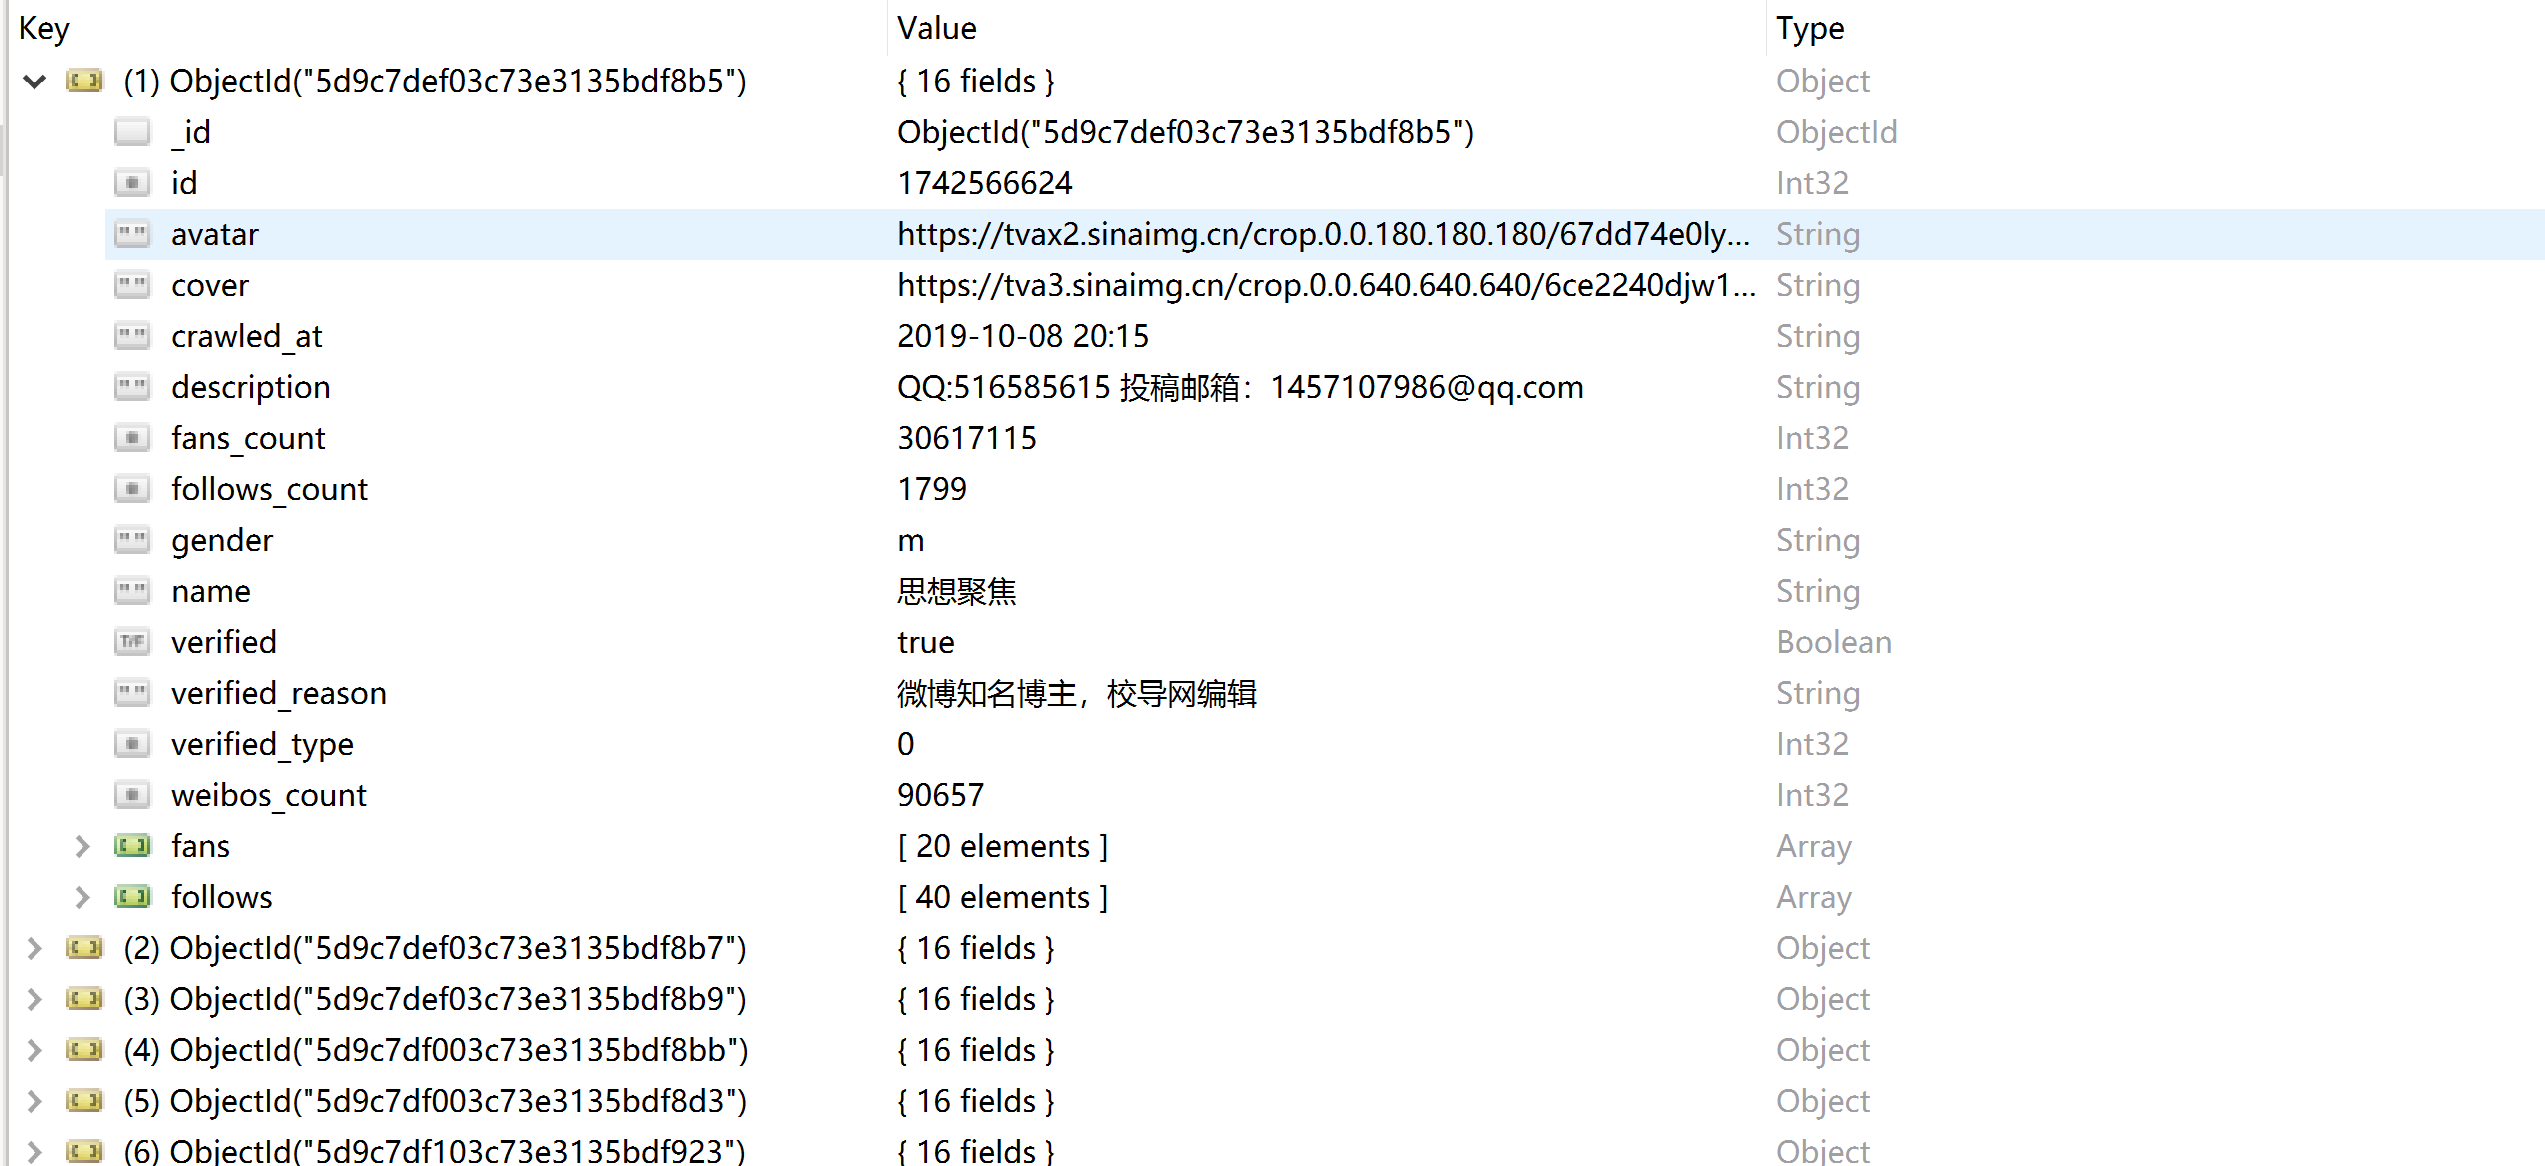 Key Value Type
(1) ObjectId("5d9c7def03c73e3135bdf8b5") { 16 fields } Object
_id ObjectId("5d9c7def03c73e3135bdf8b5") ObjectId
id 1742566624 Int32
avatar https://tvax2.sinaimg.cn/crop.0.0.180.180.180/67dd74e0ly... String
cover https://tva3.sinaimg.cn/crop.0.0.640.640.640/6ce2240djw1... String
crawled_at 2019-10-08 20:15 String
description QQ:516585615 投稿邮箱：1457107986@qq.com String
fans_count 30617115 Int32
follows_count 1799 Int32
gender m String
name 思想聚焦 String
verified true Boolean
verified_reason 微博知名博主，校导网编辑 String
verified_type 0 Int32
weibos_count 90657 Int32
fans [ 20 elements ] Array
follows [ 40 elements ] Array
(2) ObjectId("5d9c7def03c73e3135bdf8b7") { 16 fields } Object
(3) ObjectId("5d9c7def03c73e3135bdf8b9") { 16 fields } Object
(4) ObjectId("5d9c7df003c73e3135bdf8bb") { 16 fields } Object
(5) ObjectId("5d9c7df003c73e3135bdf8d3") { 16 fields } Object
(6) ObjectId("5d9c7df103c73e3135bdf923") { 16 fields } Object